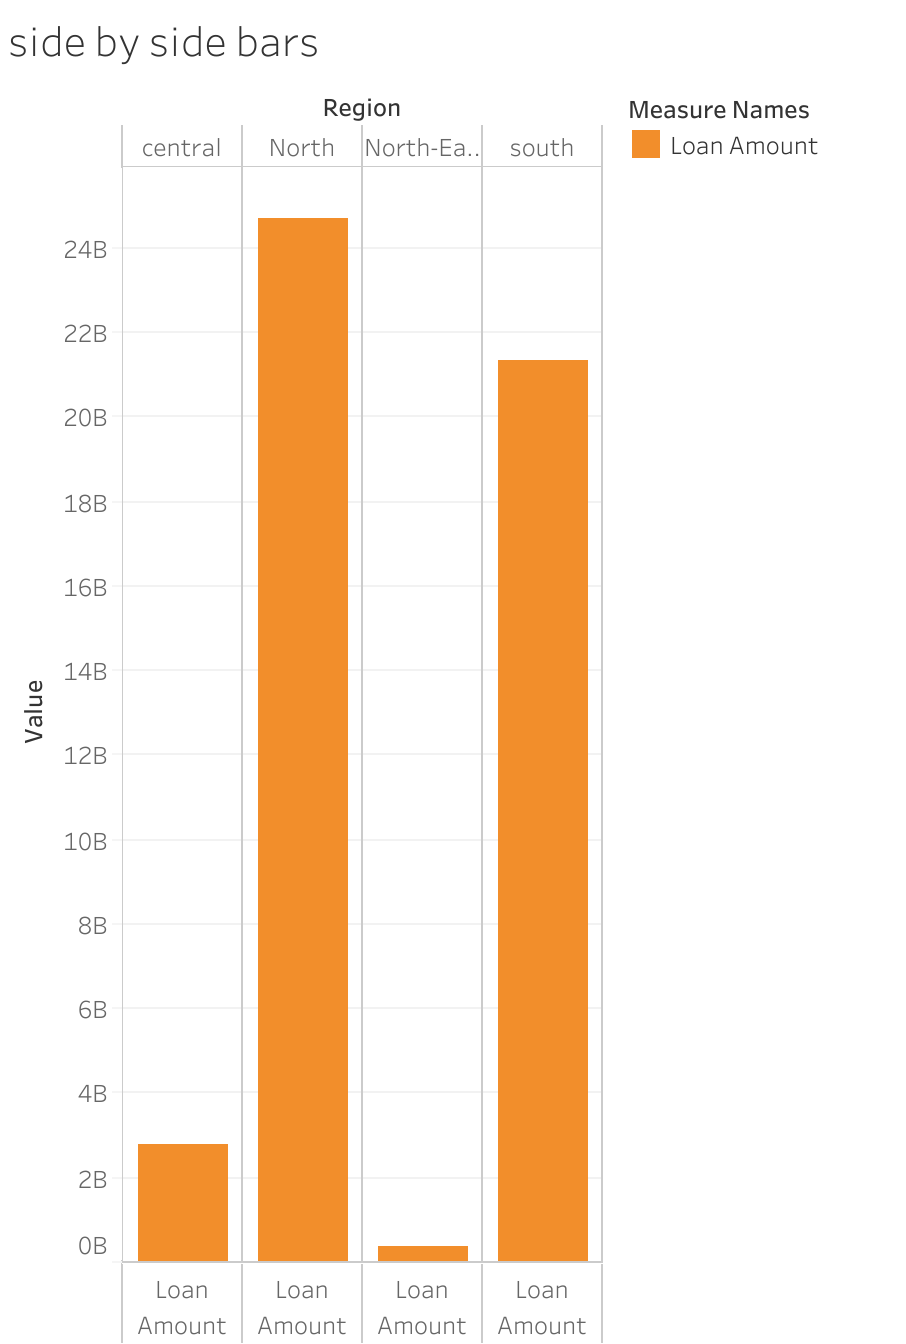 side by side bars
Region
Measure Names
central
North
North-Ea..
south
Loan Amount
24B
22B
20B
18B
16B
14B
Value
12B
10B
8B
6B
4B
2B
0B
Loan Amount
Loan Amount
Loan Amount
Loan Amount